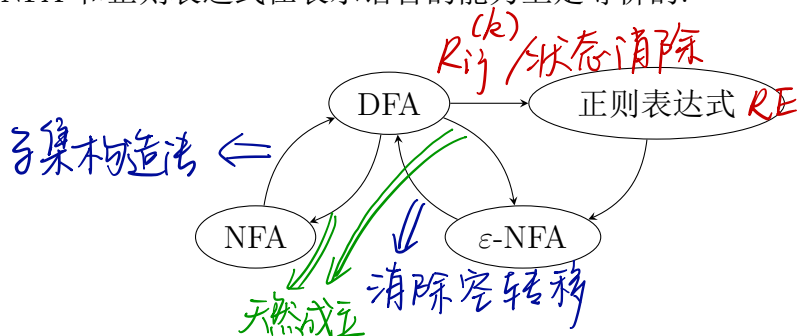 NFA 和正则表达式在表示语言的能力上是等价的.
R_{ij}^{(k)}/状态消除
DFA
正则表达式 RE
子集构造法
NFA
ε-NFA
天然成立
消除空转移